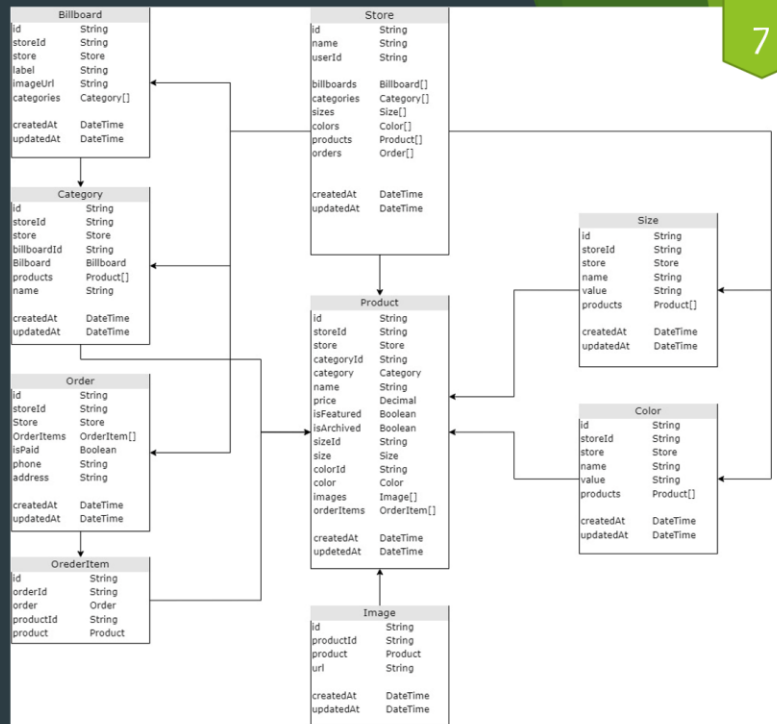 7
Billboard
id String
storeId String
store Store
label String
imageUrl String
categories Category[]
createdAt DateTime
updatedAt DateTime
Store
id String
name String
userId String
billboards Billboard[]
categories Category[]
sizes Size[]
colors Color[]
products Product[]
orders Order[]
createdAt DateTime
updatedAt DateTime
Category
id String
storeId String
store Store
billboardId String
Bilboard Billboard
products Product[]
name String
createdAt DateTime
updatedAt DateTime
Size
id String
storeId String
store Store
name String
value String
products Product[]
createdAt DateTime
updatedAt DateTime
Product
id String
storeId String
store Store
categoryId String
category Category
name String
price Decimal
isFeatured Boolean
isArchived Boolean
sizeId String
size Size
colorId String
color Color
images Image[]
orderItems OrderItem[]
createdAt DateTime
updetedAt DateTime
Order
id String
storeId String
Store Store
OrderItems OrderItem[]
isPaid Boolean
phone String
address String
createdAt DateTime
updatedAt DateTime
Color
id String
storeId String
store Store
name String
value String
products Product[]
createdAt DateTime
updatedAt DateTime
OrederItem
id String
orderId String
order Order
productId String
product Product
Image
id String
productId String
product Product
url String
createdAt DateTime
updatedAt DateTime